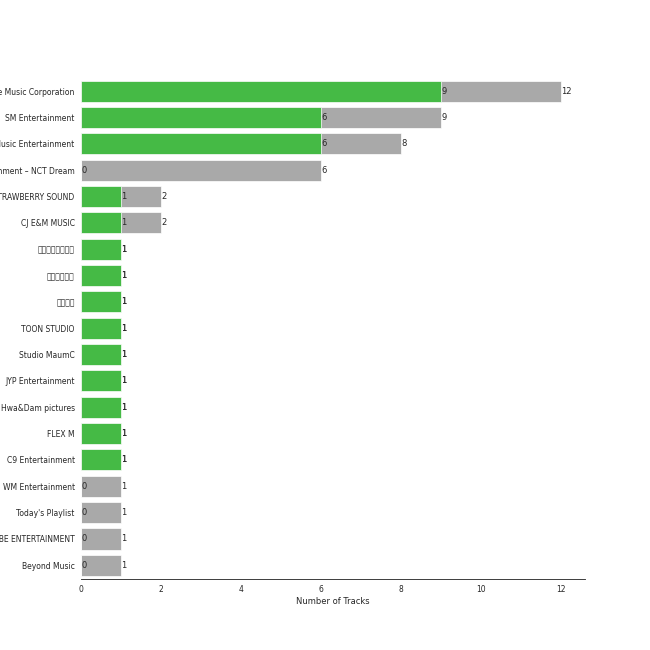 e Music Corporation 9 12
SM Entertainment 6 9
usic Entertainment 6 8
nment – NCT Dream 0 6
TRAWBERRY SOUND 1 2
CJ E&M MUSIC 1 2
1
1
1
TOON STUDIO 1
Studio MaumC 1
JYP Entertainment 1
Hwa&Dam pictures 1
FLEX M 1
C9 Entertainment 1
WM Entertainment 0 1
Today's Playlist 0 1
BE ENTERTAINMENT 0 1
Beyond Music 0 1
0 2 4 6 8 10 12
Number of Tracks